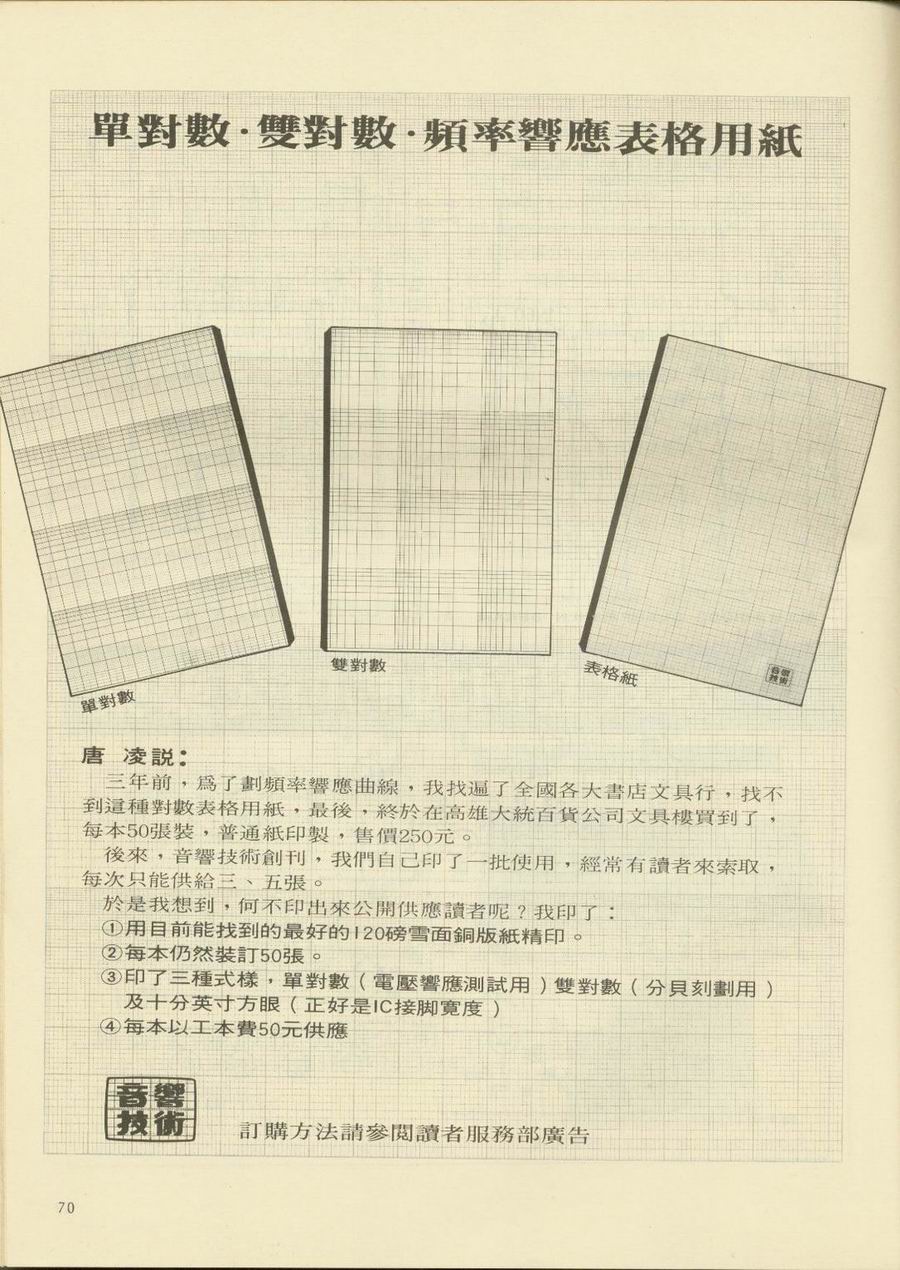 單對數·雙對數·頻率響應表格用紙
單對數
雙對數
表格紙
音響
技術
唐 凌説：
三年前，爲了劃頻率響應曲線，我找遍了全國各大書店文具行，找不
到這種對數表格用紙，最後，終於在高雄大統百貨公司文具樓買到了，
每本50張裝，普通紙印製，售價250元。
後來，音響技術創刊，我們自己印了一批使用，經常有讀者來索取，
每次只能供給三、五張。
於是我想到，何不印出來公開供應讀者呢？我印了：
①用目前能找到的最好的120磅雪面銅版紙精印。
②每本仍然裝訂50張。
③印了三種式樣，單對數（電壓響應測試用）雙對數（分貝刻劃用）
及十分英寸方眼（正好是IC接脚寬度）
④每本以工本費50元供應
音響
技術
訂購方法請參閱讀者服務部廣告
70